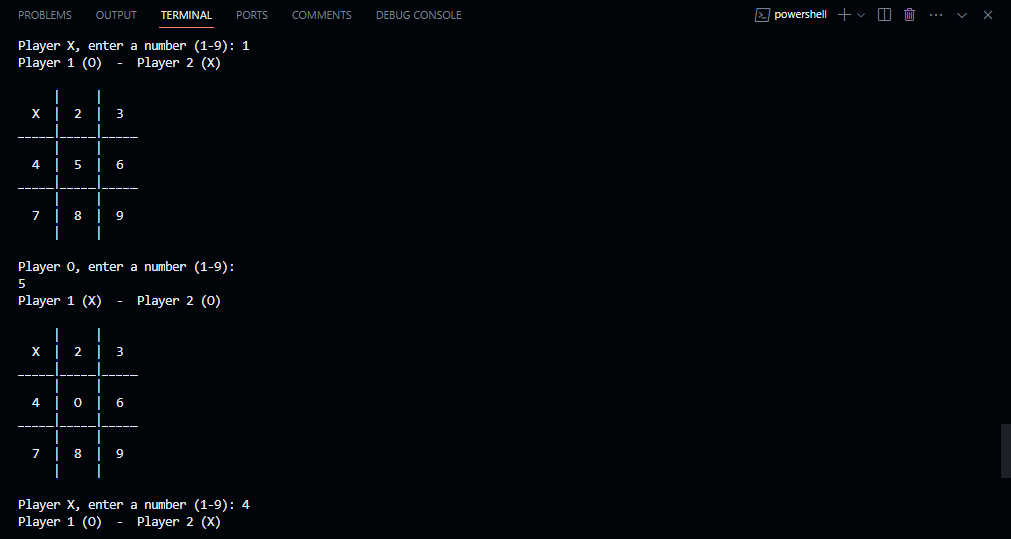 PROBLEMS OUTPUT TERMINAL PORTS COMMENTS DEBUG CONSOLE powershell
Player X, enter a number (1-9): 1
Player 1 (O)  -  Player 2 (X)
     |     |
  X  |  2  |  3
_____|_____|_____
     |     |
  4  |  5  |  6
_____|_____|_____
     |     |
  7  |  8  |  9
     |     |
Player O, enter a number (1-9):
5
Player 1 (X)  -  Player 2 (O)
     |     |
  X  |  2  |  3
_____|_____|_____
     |     |
  4  |  O  |  6
_____|_____|_____
     |     |
  7  |  8  |  9
     |     |
Player X, enter a number (1-9): 4
Player 1 (O)  -  Player 2 (X)